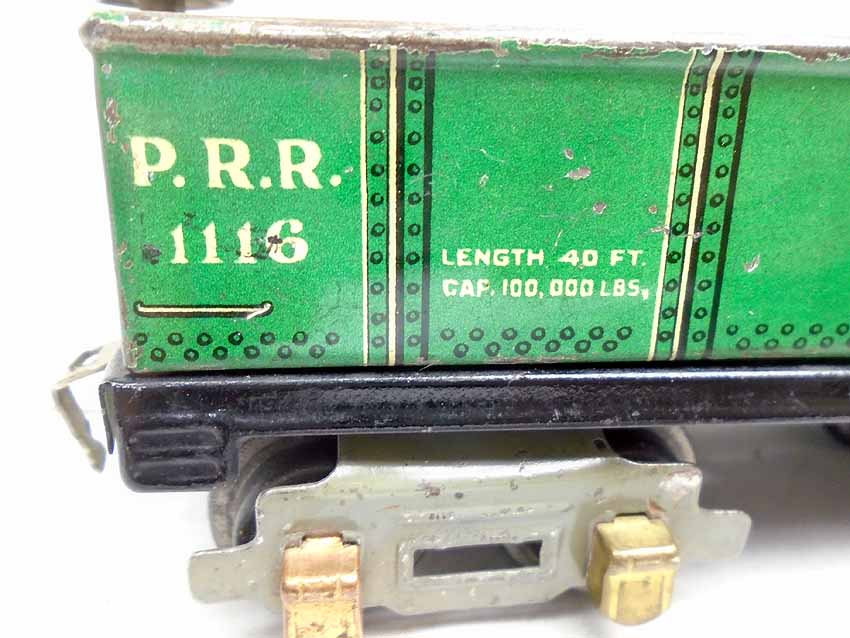 P. R. R.
1116
LENGTH 40 FT.
CAP. 100,000 LBS.